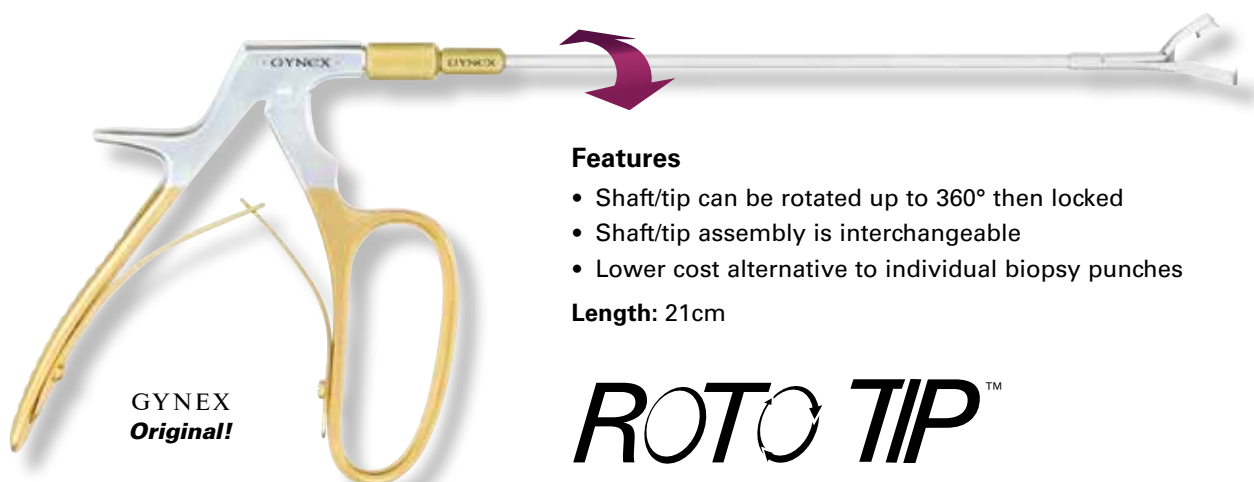 · GYNEX ·
GYNEX
Features
• Shaft/tip can be rotated up to 360° then locked
• Shaft/tip assembly is interchangeable
• Lower cost alternative to individual biopsy punches
Length: 21cm
GYNEX
Original!
ROTO TIP™